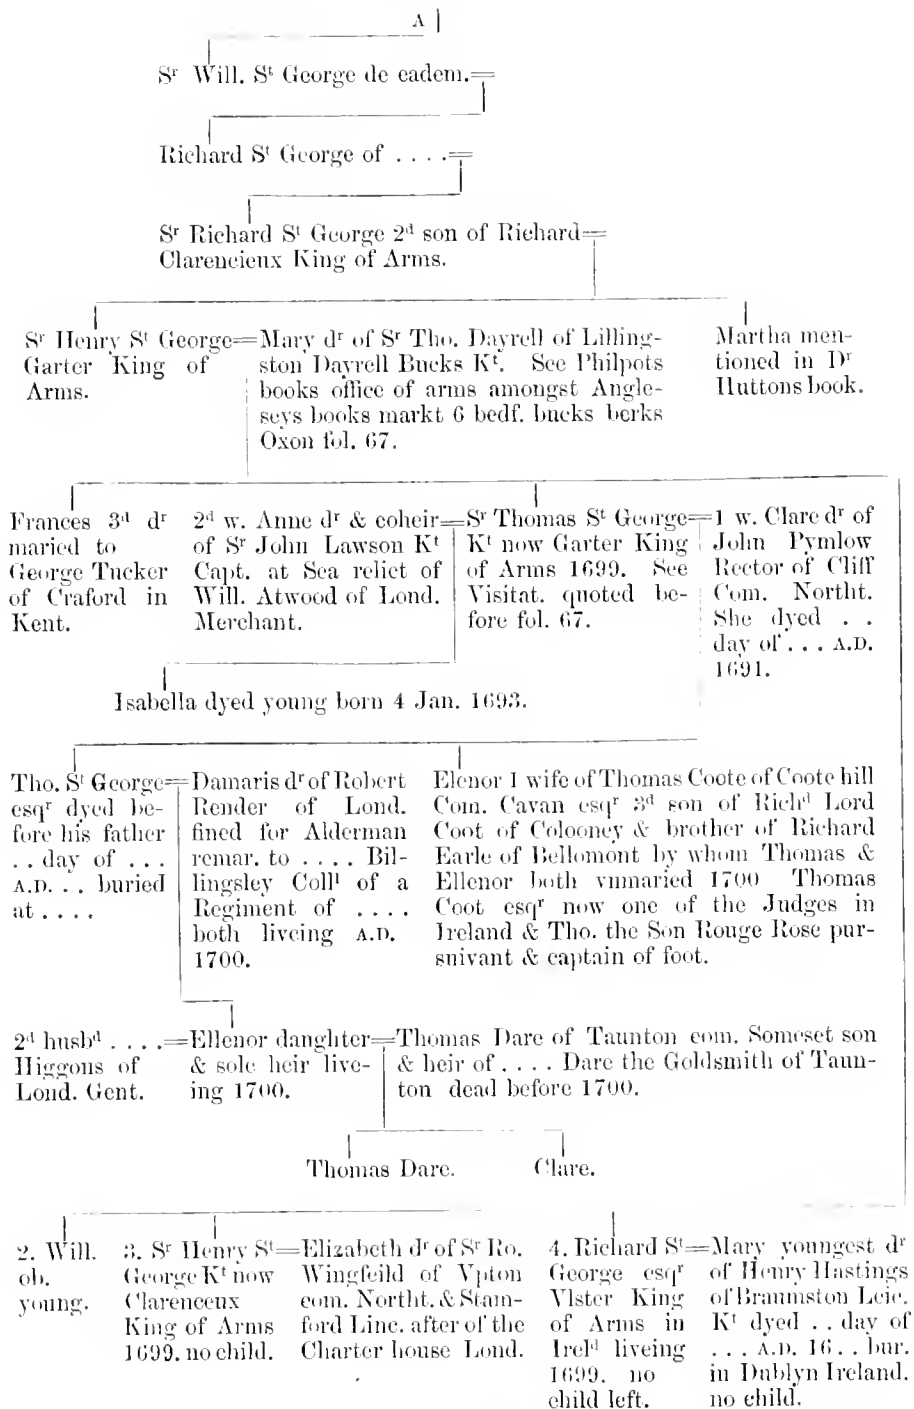 A
Sʳ Will. Sᵗ George de eadem.=
Richard Sᵗ George of . . . .=
Sʳ Richard Sᵗ George 2ᵈ son of Richard=
Clarencieux King of Arms.
Sʳ Henry Sᵗ George=
Garter King of
Arms.
Mary dʳ of Sʳ Tho. Dayrell of Lilling-
ston Dayrell Bucks Kᵗ. See Philpots
books office of arms amongst Angle-
seys books markt 6 bedf. bucks berks
Oxon fol. 67.
Martha men-
tioned in Dʳ
Huttons book.
Frances 3ᵈ dʳ
maried to
George Tucker
of Craford in
Kent.
2ᵈ w. Anne dʳ & coheir=
of Sʳ John Lawson Kᵗ
Capt. at Sea relict of
Will. Atwood of Lond.
Merchant.
Sʳ Thomas Sᵗ George=
Kᵗ now Garter King
of Arms 1699. See
Visitat. quoted be-
fore fol. 67.
1 w. Clare dʳ of
John Pymlow
Rector of Cliff
Com. Northt.
She dyed . .
day of . . . A.D.
1691.
Isabella dyed young born 4 Jan. 1693.
Tho. Sᵗ George=
esqʳ dyed be-
fore his father
. . day of . . .
A.D. . . buried
at . . . .
Damaris dʳ of Robert
Render of Lond.
fined for Alderman
remar. to . . . . Bil-
lingsley Collˡ of a
Regiment of . . . .
both liveing A.D.
1700.
Elenor 1 wife of Thomas Coote of Coote hill
Com. Cavan esqʳ 3ᵈ son of Richᵈ Lord
Coot of Colooney & brother of Richard
Earle of Bellomont by whom Thomas &
Ellenor both vnmaried 1700 Thomas
Coot esqʳ now one of the Judges in
Ireland & Tho. the Son Rouge Rose pur-
suivant & captain of foot.
2ᵈ husbᵈ . . . .=
Higgons of
Lond. Gent.
Ellenor daughter=
& sole heir live-
ing 1700.
Thomas Dare of Taunton com. Someset son
& heir of . . . . Dare the Goldsmith of Taun-
ton dead before 1700.
Thomas Dare.
Clare.
2. Will.
ob.
young.
3. Sʳ Henry Sᵗ=
George Kᵗ now
Clarenceux
King of Arms
1699. no child.
Elizabeth dʳ of Sʳ Ro.
Wingfeild of Vpton
com. Northt. & Stam-
ford Linc. after of the
Charter house Lond.
4. Richard Sᵗ=
George esqʳ
Vlster King
of Arms in
Irelᵈ liveing
1699. no
child left.
Mary youngest dʳ
of Henry Hastings
of Braumston Leic.
Kᵗ dyed . . day of
. . . A.D. 16 . . bur.
in Dublyn Ireland.
no child.